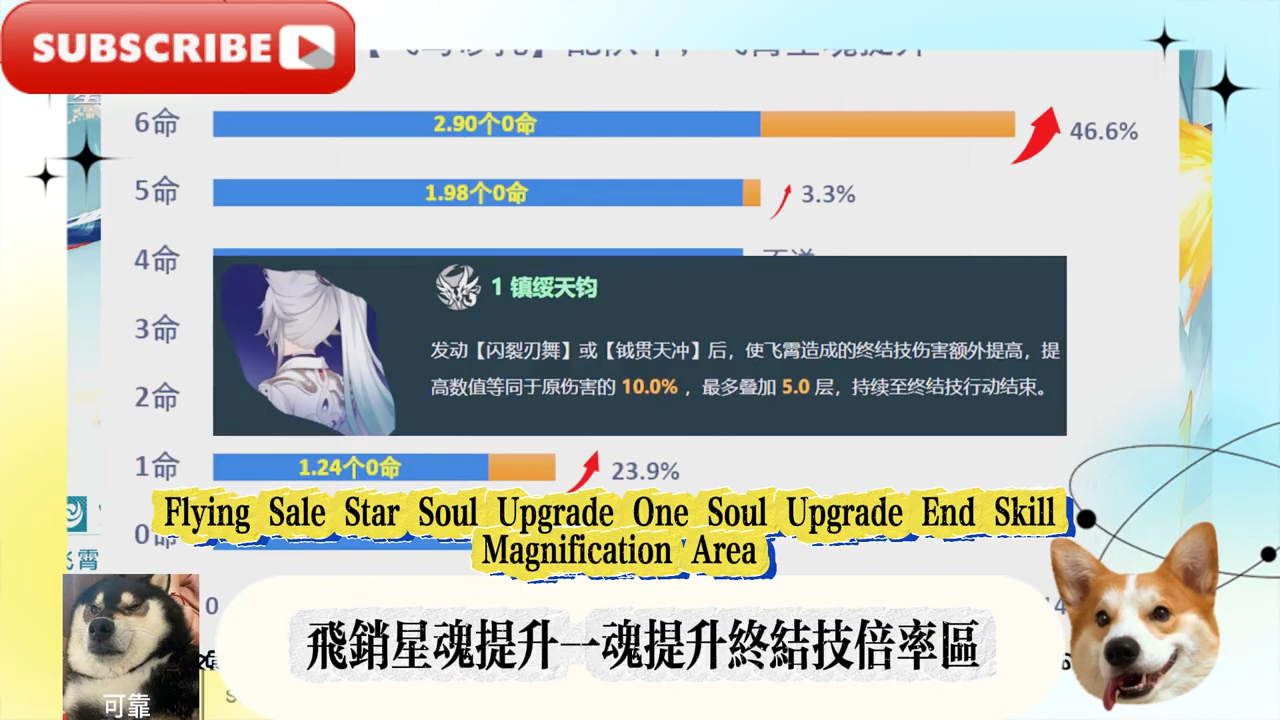 SUBSCRIBE
6命
2.90个0命
46.6%
5命
1.98个0命
3.3%
4命
1 镇绥天钧
3命
发动【闪裂刃舞】或【钺贯天冲】后，使飞霄造成的终结技伤害额外提高，提
高数值等同于原伤害的 10.0% ，最多叠加 5.0 层，持续至终结技行动结束。
2命
1命
1.24个0命
23.9%
Flying Sale Star Soul Upgrade One Soul Upgrade End Skill
Magnification Area
0
飛銷星魂提升一魂提升終結技倍率區
可靠